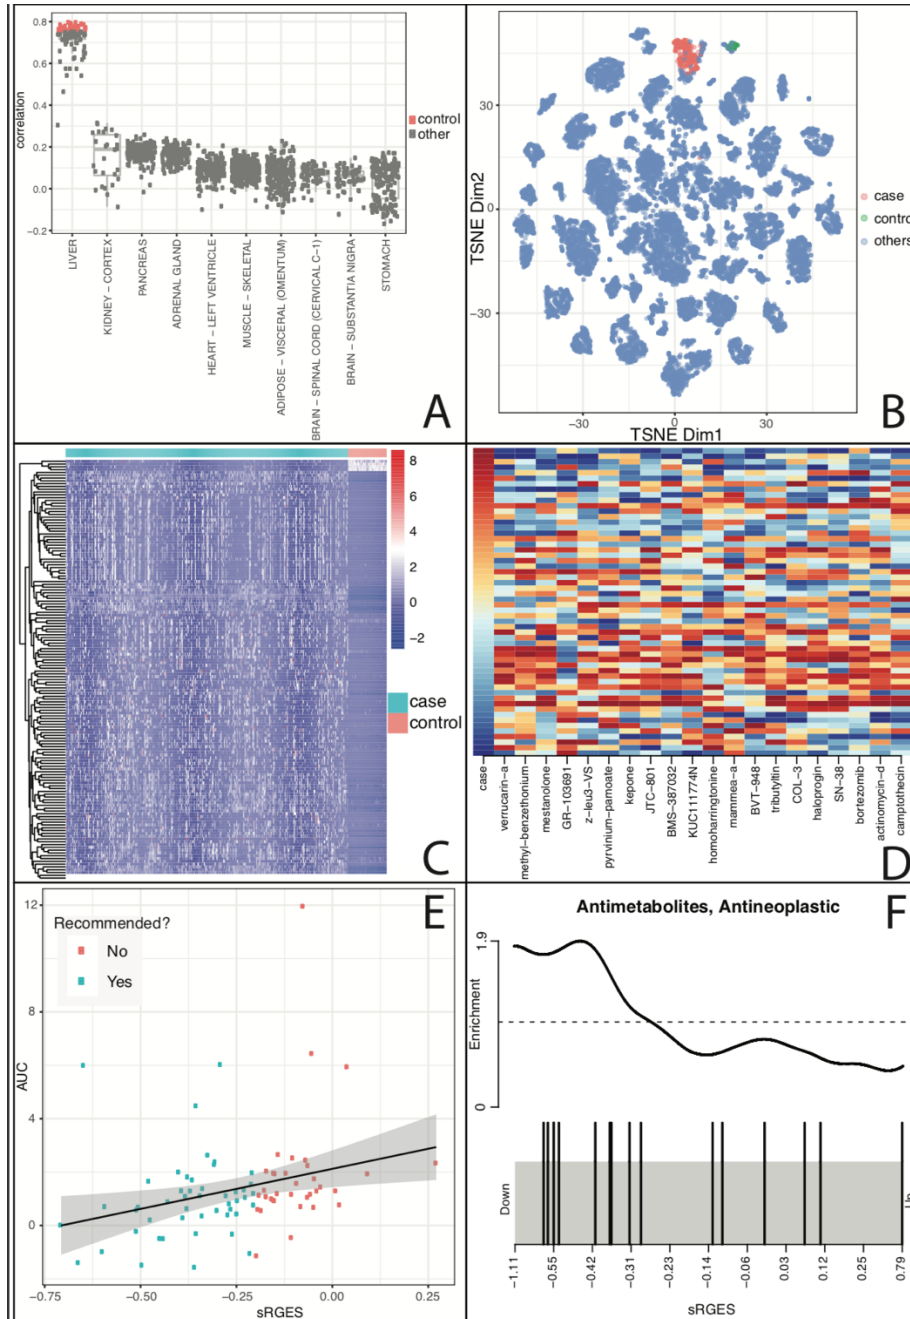 0.8
0.6
0.4
0.2
0.0
−0.2
correlation
control
other
LIVER
KIDNEY − CORTEX
PANCREAS
ADRENAL GLAND
HEART − LEFT VENTRICLE
MUSCLE − SKELETAL
ADIPOSE − VISCERAL (OMENTUM)
BRAIN − SPINAL CORD (CERVICAL C−1)
BRAIN − SUBSTANTIA NIGRA
STOMACH
A
30
0
−30
TSNE Dim2
−30
0
30
TSNE Dim1
case
contro
others
B
8
6
4
2
0
−2
case
control
C
case
verrucarin−a
methyl−benzethonium
mestanolone
GR−103691
z−leu3−VS
pyrvinium−pamoate
kepone
JTC−801
BMS−387032
KUC111774N
homoharringtonine
mammea−a
BVT−948
tributyltin
COL−3
haloprogin
SN−38
bortezomib
actinomycin−d
camptothecin
D
12
8
4
0
AUC
Recommended?
No
Yes
−0.75
−0.50
−0.25
0.00
0.25
sRGES
E
Antimetabolites, Antineoplastic
F
1.9
0
Enrichment
Down
Up
−1.11
−0.55
−0.42
−0.31
−0.23
−0.14
−0.06
0.03
0.12
0.25
0.79
sRGES